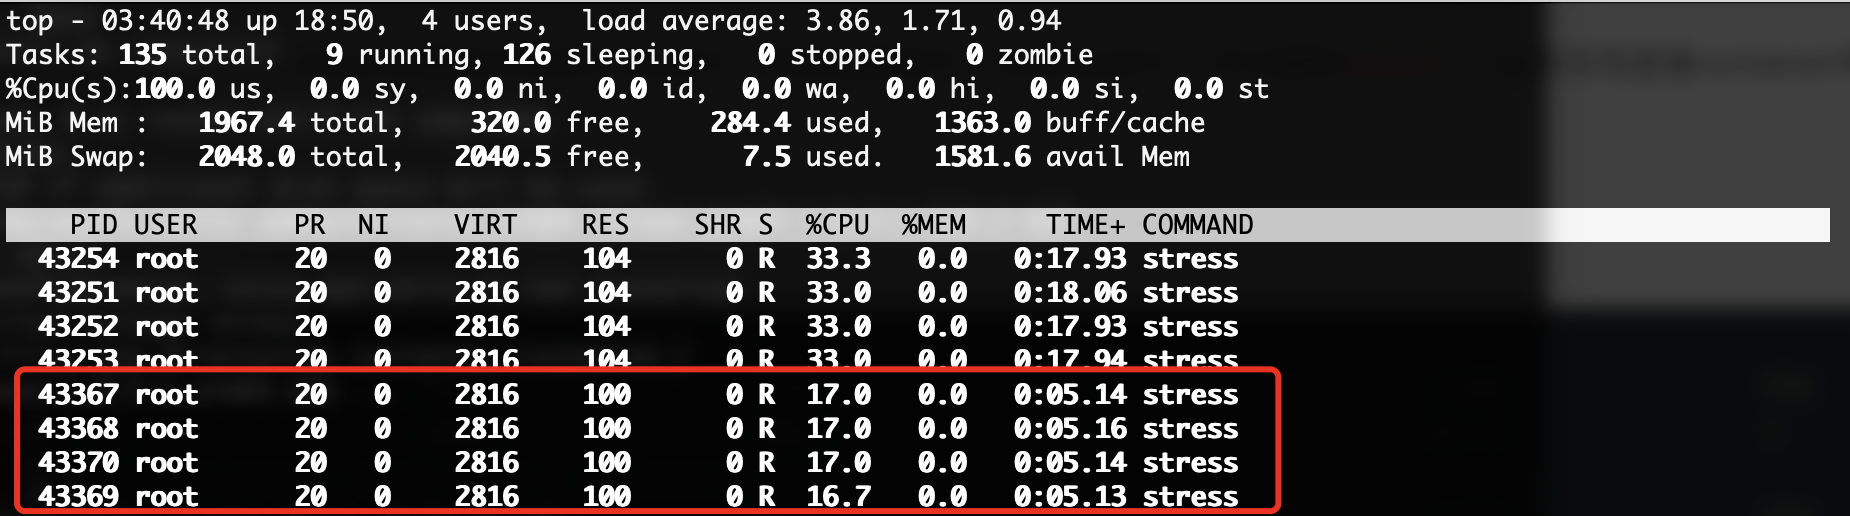 top - 03:40:48 up 18:50,  4 users,  load average: 3.86, 1.71, 0.94
Tasks: 135 total,   9 running, 126 sleeping,   0 stopped,   0 zombie
%Cpu(s):100.0 us,  0.0 sy,  0.0 ni,  0.0 id,  0.0 wa,  0.0 hi,  0.0 si,  0.0 st
MiB Mem :   1967.4 total,    320.0 free,    284.4 used,   1363.0 buff/cache
MiB Swap:   2048.0 total,   2040.5 free,      7.5 used.   1581.6 avail Mem
PID USER      PR  NI    VIRT    RES    SHR S  %CPU  %MEM     TIME+ COMMAND
43254 root      20   0    2816    104      0 R  33.3   0.0   0:17.93 stress
43251 root      20   0    2816    104      0 R  33.0   0.0   0:18.06 stress
43252 root      20   0    2816    104      0 R  33.0   0.0   0:17.93 stress
43253 root      20   0    2816    104      0 R  33.0   0.0   0:17.94 stress
43367 root      20   0    2816    100      0 R  17.0   0.0   0:05.14 stress
43368 root      20   0    2816    100      0 R  17.0   0.0   0:05.16 stress
43370 root      20   0    2816    100      0 R  17.0   0.0   0:05.14 stress
43369 root      20   0    2816    100      0 R  16.7   0.0   0:05.13 stress